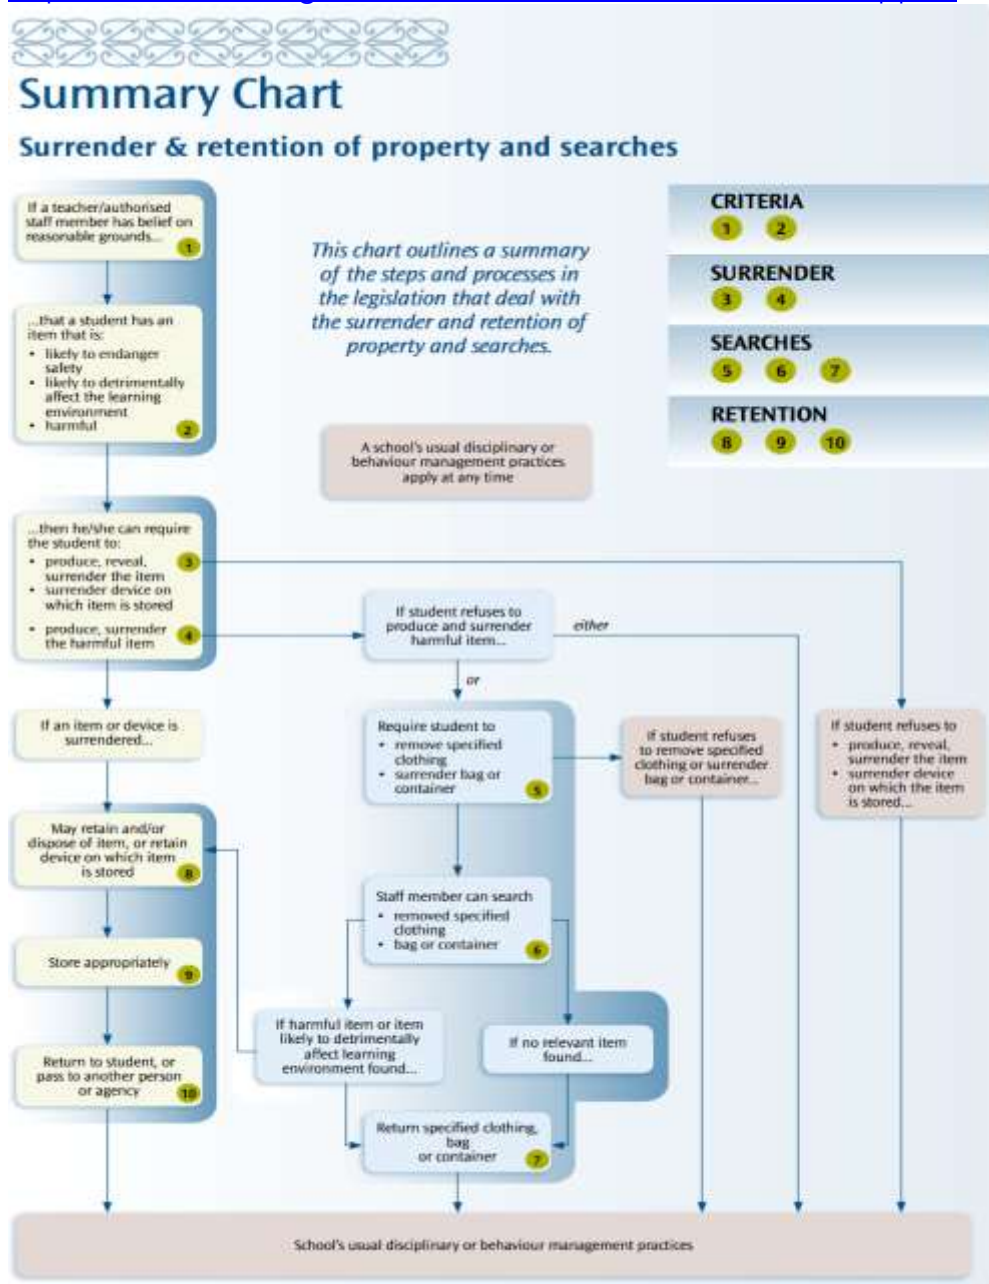 Summary Chart
Surrender & retention of property and searches
If a teacher/authorised
staff member has belief on
reasonable grounds...
1
...that a student has an
item that is:
• likely to endanger
safety
• likely to detrimentally
affect the learning
environment
• harmful
2
This chart outlines a summary
of the steps and processes in
the legislation that deal with
the surrender and retention of
property and searches.
CRITERIA
1 2
SURRENDER
3 4
SEARCHES
5 6 7
RETENTION
8 9 10
A school's usual disciplinary or
behaviour management practices
apply at any time
...then he/she can require
the student to:
• produce, reveal,
surrender the item
3
• surrender device on
which item is stored
• produce, surrender
the harmful item
4
If student refuses to
produce and surrender
harmful item...
either
or
If an item or device is
surrendered...
Require student to
• remove specified
clothing
• surrender bag or
container
5
If student refuses
to remove specified
clothing or surrender
bag or container...
If student refuses to
• produce, reveal,
surrender the item
• surrender device
on which the item
is stored...
May retain and/or
dispose of item, or retain
device on which item
is stored
8
Staff member can search
• removed specified
clothing
• bag or container
6
Store appropriately
9
If harmful item or item
likely to detrimentally
affect learning
environment found...
If no relevant item
found...
Return to student, or
pass to another person
or agency
10
Return specified clothing,
bag
or container
7
School's usual disciplinary or behaviour management practices